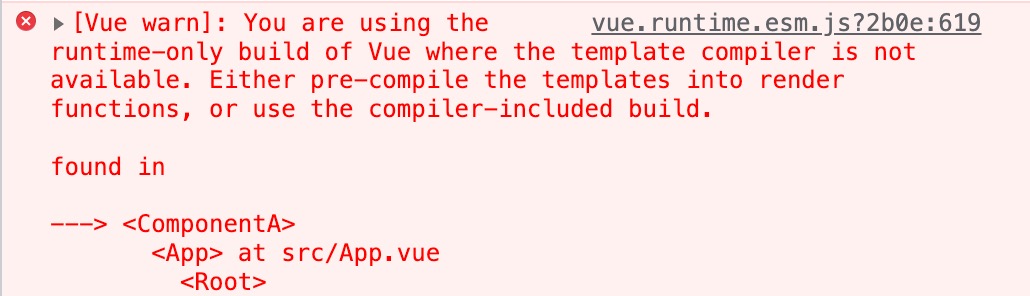 [Vue warn]: You are using the vue.runtime.esm.js?2b0e:619
runtime-only build of Vue where the template compiler is not
available. Either pre-compile the templates into render
functions, or use the compiler-included build.
found in
---> <ComponentA>
<App> at src/App.vue
<Root>